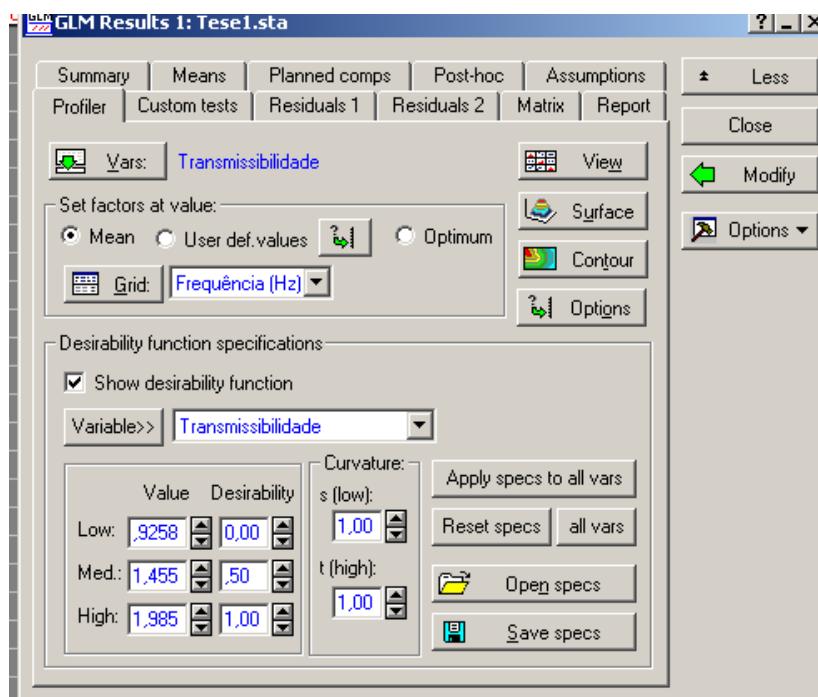 GLM Results 1: Tese1.sta
Summary Means Planned comps Post-hoc Assumptions
Profiler Custom tests Residuals 1 Residuals 2 Matrix Report
Less
Close
Modify
Options
Vars: Transmissibilidade
View
Set factors at value:
Mean User def. values ? Optimum
Surface
Grid: Frequência (Hz)
Contour
? Options
Desirability function specifications
Show desirability function
Variable>> Transmissibilidade
Value Desirability
Low: ,9258 0,00
Med.: 1,455 ,50
High: 1,985 1,00
Curvature:
s (low):
1,00
t (high):
1,00
Apply specs to all vars
Reset specs all vars
Open specs
Save specs